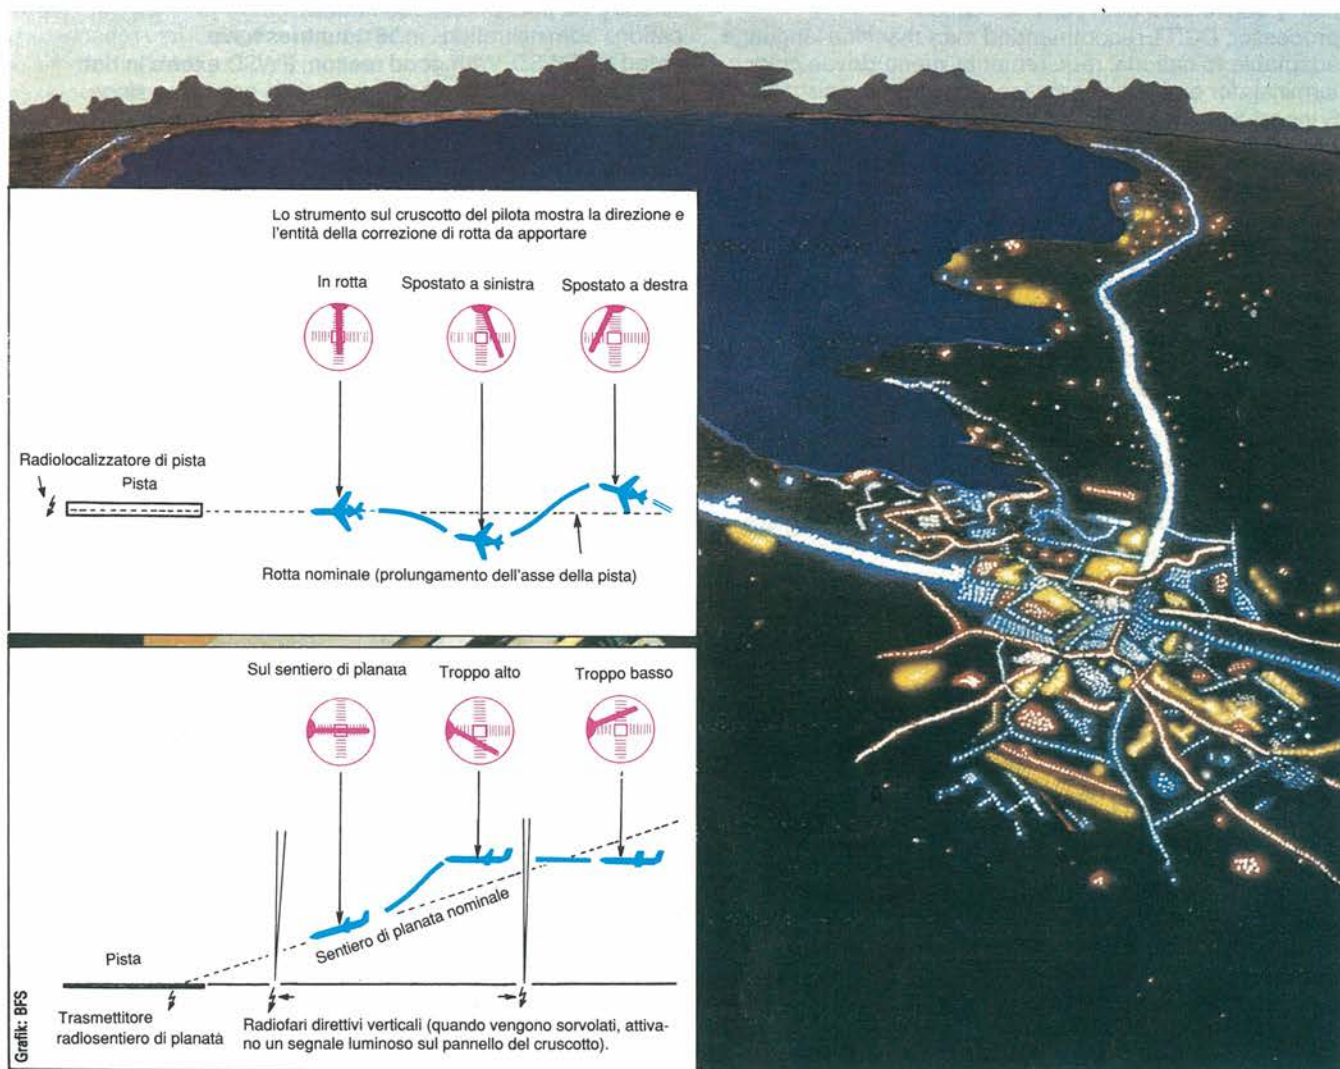 Lo strumento sul cruscotto del pilota mostra la direzione e
l'entità della correzione di rotta da apportare
In rotta
Spostato a sinistra
Spostato a destra
Radiolocalizzatore di pista
Pista
Rotta nominale (prolungamento dell'asse della pista)
Sul sentiero di planata
Troppo alto
Troppo basso
Sentiero di planata nominale
Pista
Trasmettitore
radiosentiero di planata
Radiofari direttivi verticali (quando vengono sorvolati, attiva-
no un segnale luminoso sul pannello del cruscotto).
Grafik: BFS